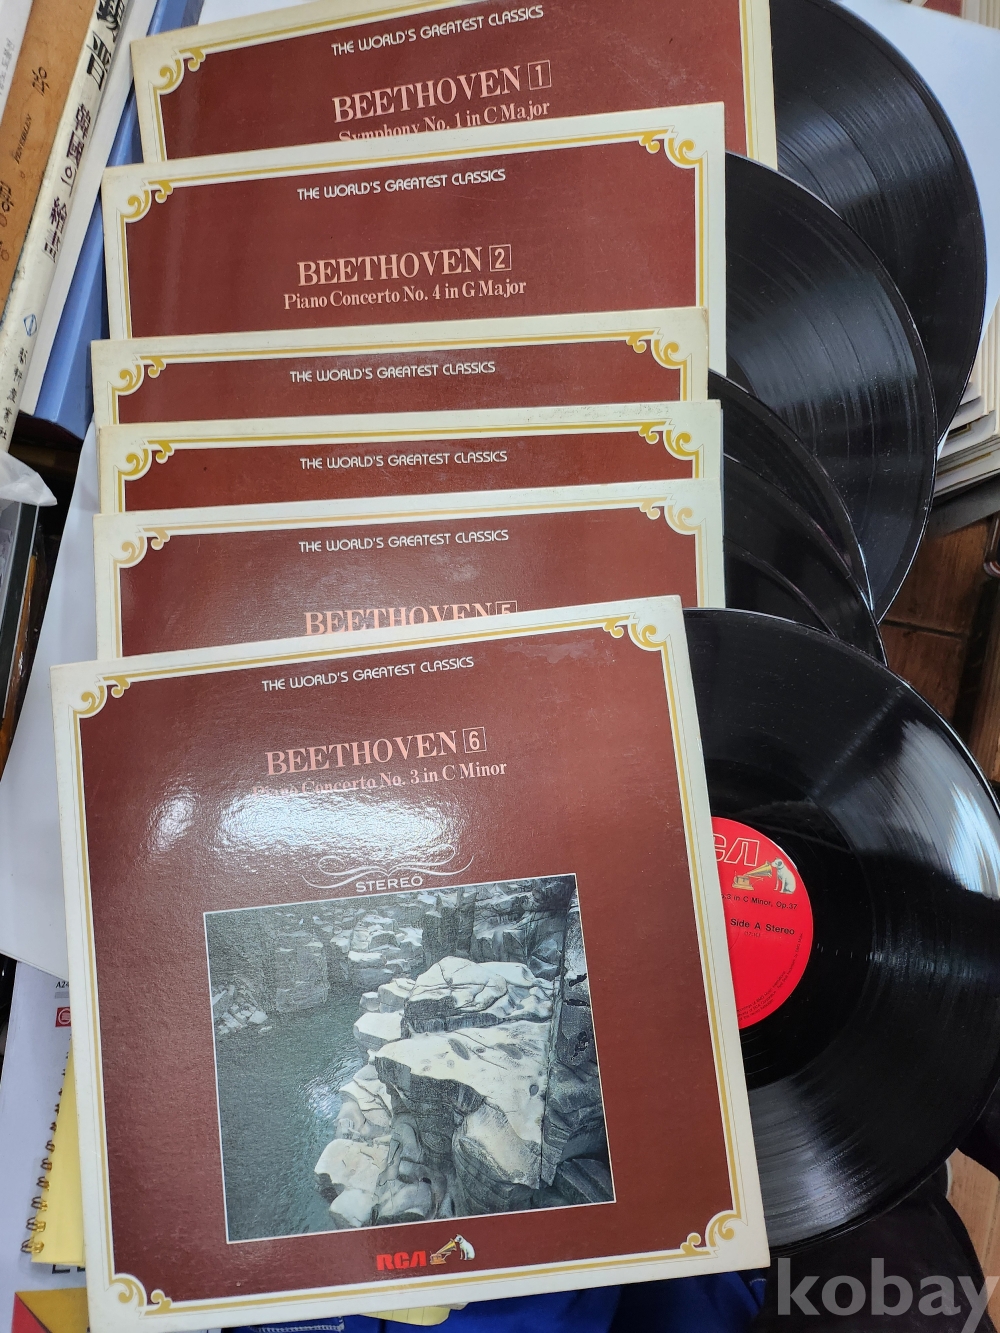 THE WORLD'S GREATEST CLASSICS
BEETHOVEN 1
Symphony No. 1 in C Major
THE WORLD'S GREATEST CLASSICS
BEETHOVEN 2
Piano Concerto No. 4 in G Major
THE WORLD'S GREATEST CLASSICS
THE WORLD'S GREATEST CLASSICS
THE WORLD'S GREATEST CLASSICS
BEETHOVEN 5
THE WORLD'S GREATEST CLASSICS
BEETHOVEN 6
Piano Concerto No. 3 in C Minor
STEREO
RCA
RCA
3 in C Minor, Op.37
Side A Stereo
kobay